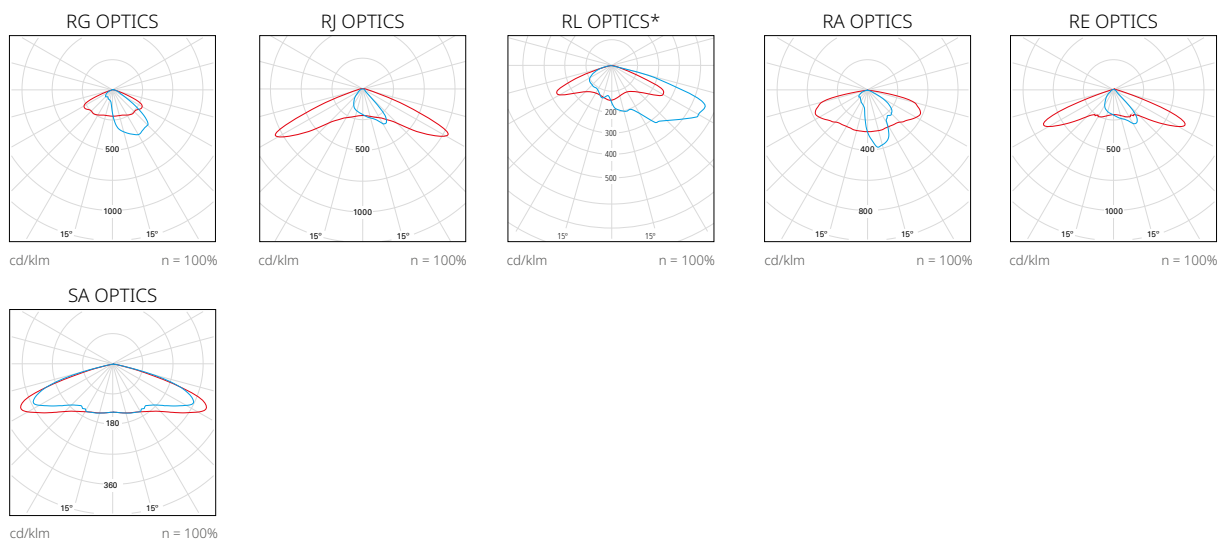 RG OPTICS
500
1000
15° 15°
cd/klm n = 100%
RJ OPTICS
500
1000
15° 15°
cd/klm n = 100%
RL OPTICS*
200
300
400
500
15° 15°
cd/klm n = 100%
RA OPTICS
400
800
15° 15°
cd/klm n = 100%
RE OPTICS
500
1000
15° 15°
cd/klm n = 100%
SA OPTICS
180
360
15° 15°
cd/klm n = 100%